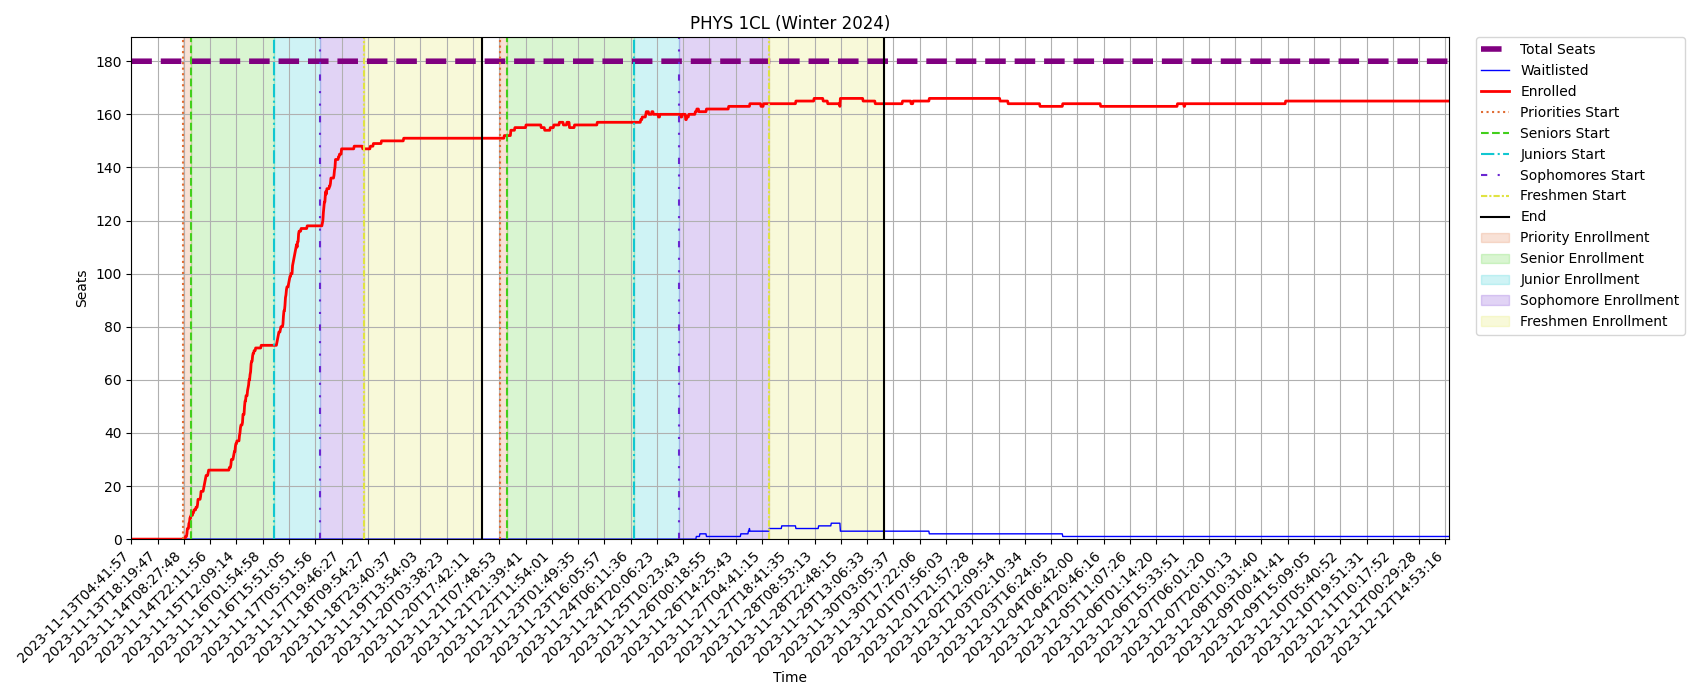 PHYS 1CL (Winter 2024)
Seats
180
160
140
120
100
80
60
40
20
0
2023-11-13T04:41:57
2023-11-13T18:19:47
2023-11-14T08:27:48
2023-11-14T22:11:56
2023-11-15T12:09:14
2023-11-16T01:54:58
2023-11-16T15:51:05
2023-11-17T05:51:56
2023-11-17T19:46:27
2023-11-18T09:54:27
2023-11-18T23:40:37
2023-11-19T13:54:03
2023-11-20T03:38:23
2023-11-20T17:42:11
2023-11-21T07:48:53
2023-11-21T21:39:41
2023-11-22T11:54:01
2023-11-23T01:49:35
2023-11-23T16:05:57
2023-11-24T06:11:36
2023-11-24T20:06:23
2023-11-25T10:23:43
2023-11-26T00:18:55
2023-11-26T14:25:43
2023-11-27T04:41:15
2023-11-27T18:41:35
2023-11-28T08:53:13
2023-11-28T22:48:15
2023-11-29T13:06:33
2023-11-30T03:05:37
2023-11-30T17:22:06
2023-12-01T07:56:03
2023-12-01T21:57:28
2023-12-02T12:09:54
2023-12-03T02:10:34
2023-12-03T16:24:05
2023-12-04T06:42:00
2023-12-04T20:46:16
2023-12-05T11:07:26
2023-12-06T01:14:20
2023-12-06T15:33:51
2023-12-07T06:01:20
2023-12-07T20:10:13
2023-12-08T10:31:40
2023-12-09T00:41:41
2023-12-09T15:09:05
2023-12-10T05:40:52
2023-12-10T19:51:31
2023-12-11T10:17:52
2023-12-12T00:29:28
2023-12-12T14:53:16
Time
Total Seats
Waitlisted
Enrolled
Priorities Start
Seniors Start
Juniors Start
Sophomores Start
Freshmen Start
End
Priority Enrollment
Senior Enrollment
Junior Enrollment
Sophomore Enrollment
Freshmen Enrollment